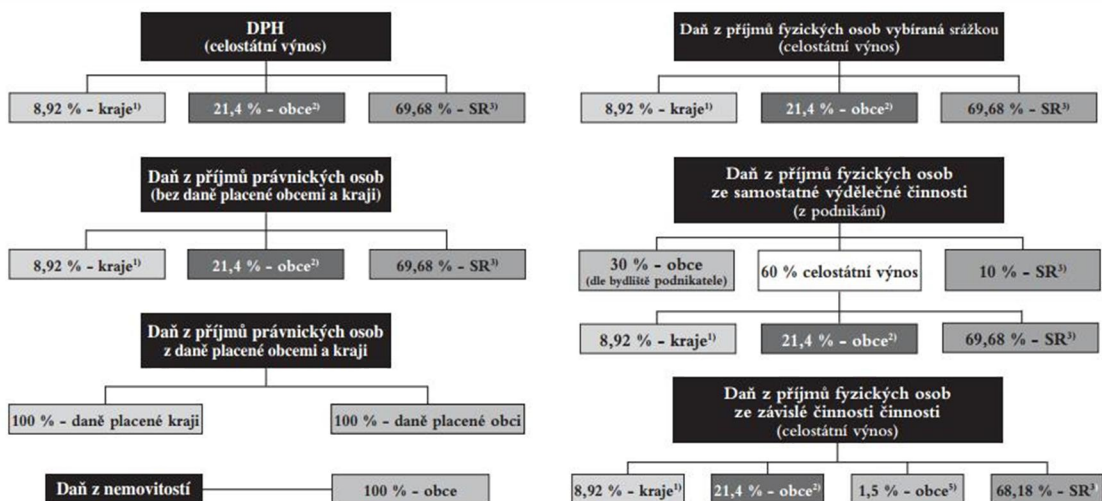 DPH
(celostátní výnos)
8,92 % - kraje¹⁾
21,4 % - obce²⁾
69,68 % - SR³⁾
Daň z příjmů právnických osob
(bez daně placené obcemi a kraji)
8,92 % - kraje¹⁾
21,4 % - obce²⁾
69,68 % - SR³⁾
Daň z příjmů právnických osob
z daně placené obcemi a kraji
100 % - daně placené kraji
100 % - daně placené obci
Daň z nemovitostí
100 % - obce
Daň z příjmů fyzických osob vybíraná srážkou
(celostátní výnos)
8,92 % - kraje¹⁾
21,4 % - obce²⁾
69,68 % - SR³⁾
Daň z příjmů fyzických osob
ze samostatné výdělečné činnosti
(z podnikání)
30 % - obce
(dle bydliště podnikatele)
60 % celostátní výnos
10 % - SR³⁾
8,92 % - kraje¹⁾
21,4 % - obce²⁾
69,68 % - SR³⁾
Daň z příjmů fyzických osob
ze závislé činnosti činnosti
(celostátní výnos)
8,92 % - kraje¹⁾
21,4 % - obce²⁾
1,5 % - obce⁵⁾
68,18 % - SR³⁾